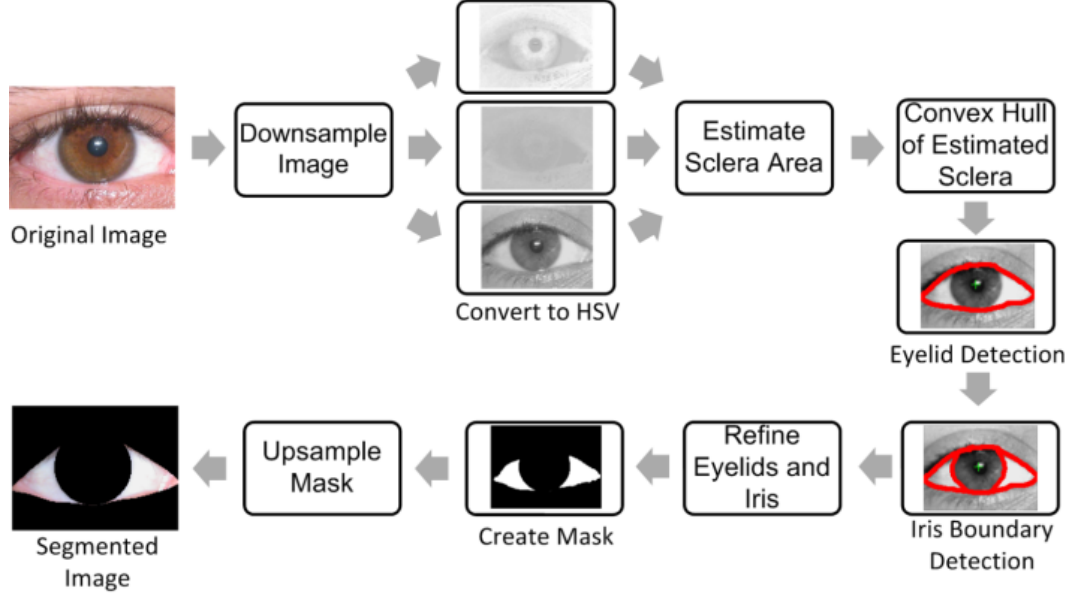 Original Image
Downsample
Image
Convert to HSV
Estimate
Sclera Area
Convex Hull
of Estimated
Sclera
Eyelid Detection
Iris Boundary
Detection
Refine
Eyelids and
Iris
Create Mask
Upsample
Mask
Segmented
Image